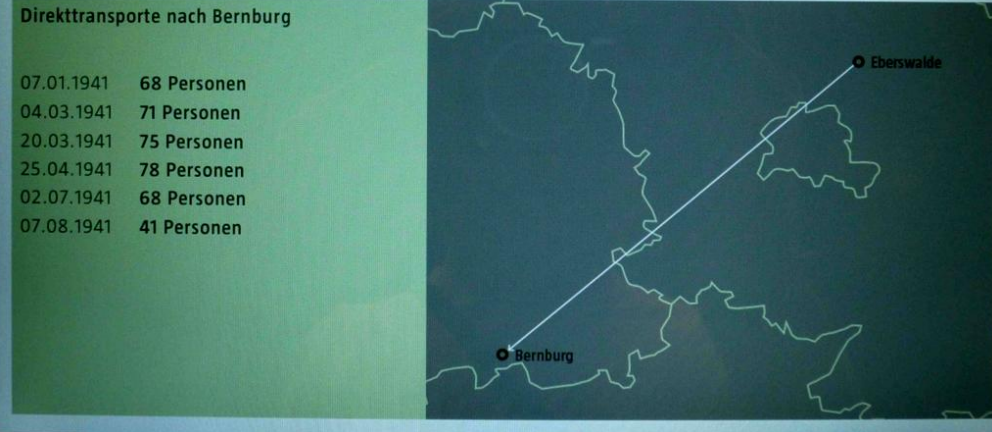 Direkttransporte nach Bernburg
07.01.1941 68 Personen
04.03.1941 71 Personen
20.03.1941 75 Personen
25.04.1941 78 Personen
02.07.1941 68 Personen
07.08.1941 41 Personen
Eberswalde
Bernburg